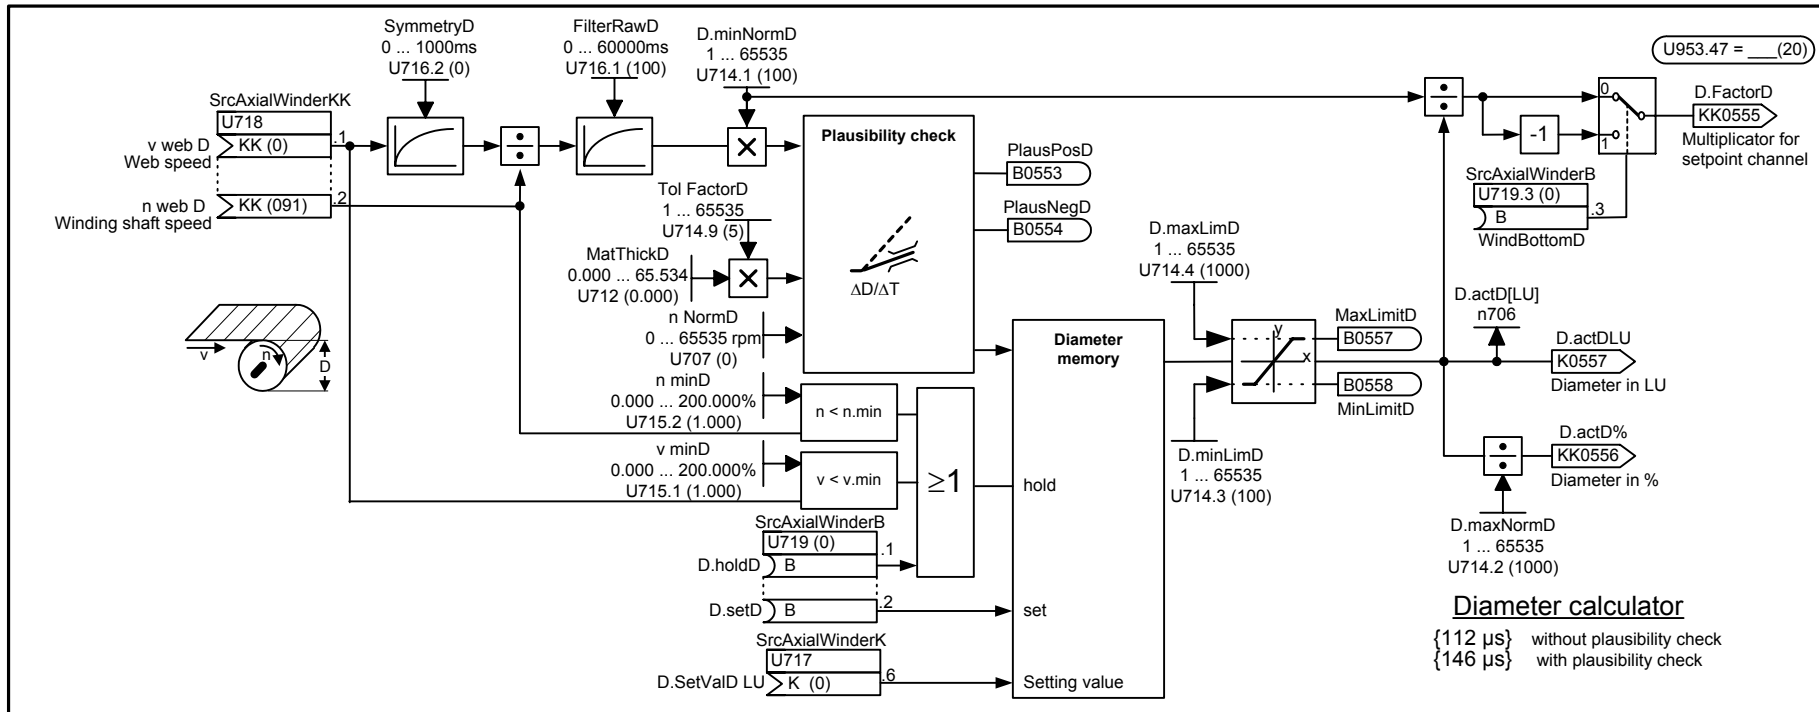 SymmetryD
0 ... 1000ms
U716.2 (0)
FilterRawD
0 ... 60000ms
U716.1 (100)
D.minNormD
1 ... 65535
U714.1 (100)
U953.47 = ___(20)
SrcAxialWinderKK
U718
v web D
Web speed
KK (0)
.1
n web D
Winding shaft speed
KK (091)
.2
Plausibility check
ΔD/ΔT
PlausPosD
B0553
PlausNegD
B0554
Tol FactorD
1 ... 65535
U714.9 (5)
MatThickD
0.000 ... 65.534
U712 (0.000)
n NormD
0 ... 65535 rpm
U707 (0)
n minD
0.000 ... 200.000%
U715.2 (1.000)
n < n.min
v minD
0.000 ... 200.000%
U715.1 (1.000)
v < v.min
≥1
v
n
D
SrcAxialWinderB
U719 (0)
.1
D.holdD
B
D.setD
B
.2
SrcAxialWinderK
U717
D.SetValD LU
K (0)
.6
Diameter
memory
hold
set
Setting value
D.maxLimD
1 ... 65535
U714.4 (1000)
y
x
D.minLimD
1 ... 65535
U714.3 (100)
MaxLimitD
B0557
B0558
MinLimitD
-1
0
1
D.FactorD
KK0555
Multiplicator for
setpoint channel
SrcAxialWinderB
U719.3 (0)
B
.3
WindBottomD
D.actD[LU]
n706
D.actDLU
K0557
Diameter in LU
D.actD%
KK0556
Diameter in %
D.maxNormD
1 ... 65535
U714.2 (1000)
Diameter calculator
{112 µs} without plausibility check
{146 µs} with plausibility check